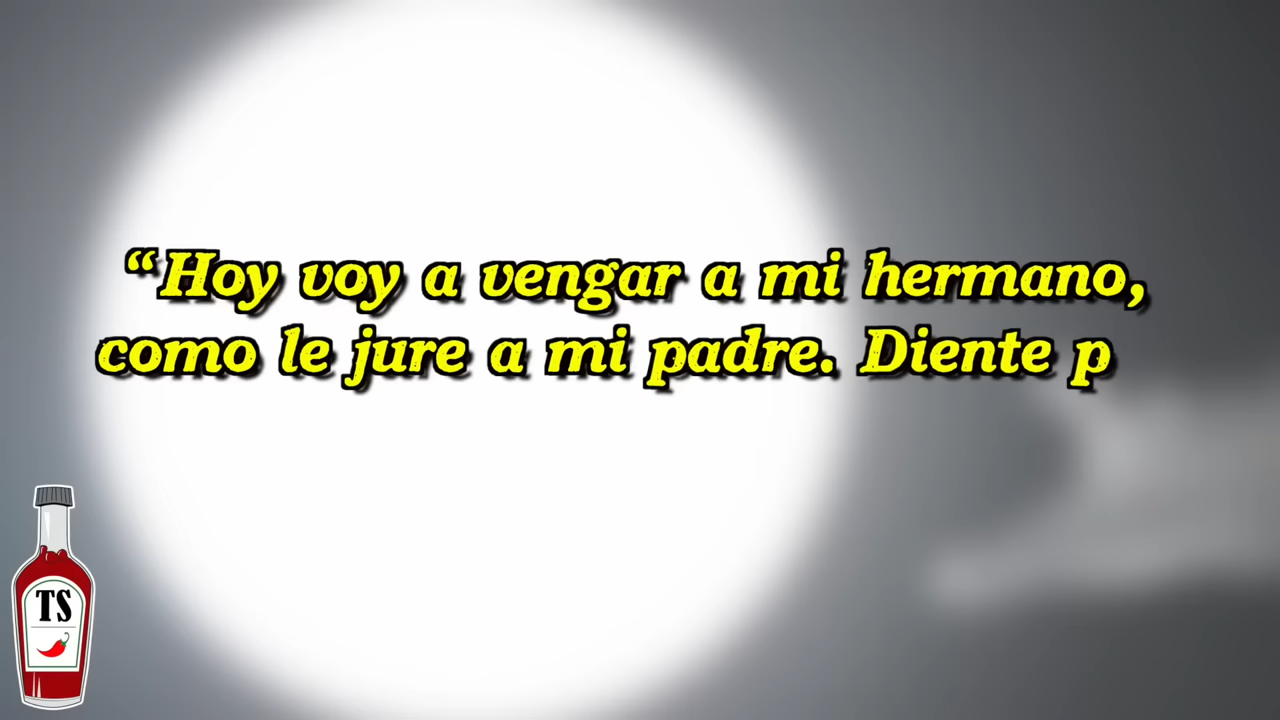 “Hoy voy a vengar a mi hermano,
como le jure a mi padre. Diente p
TS